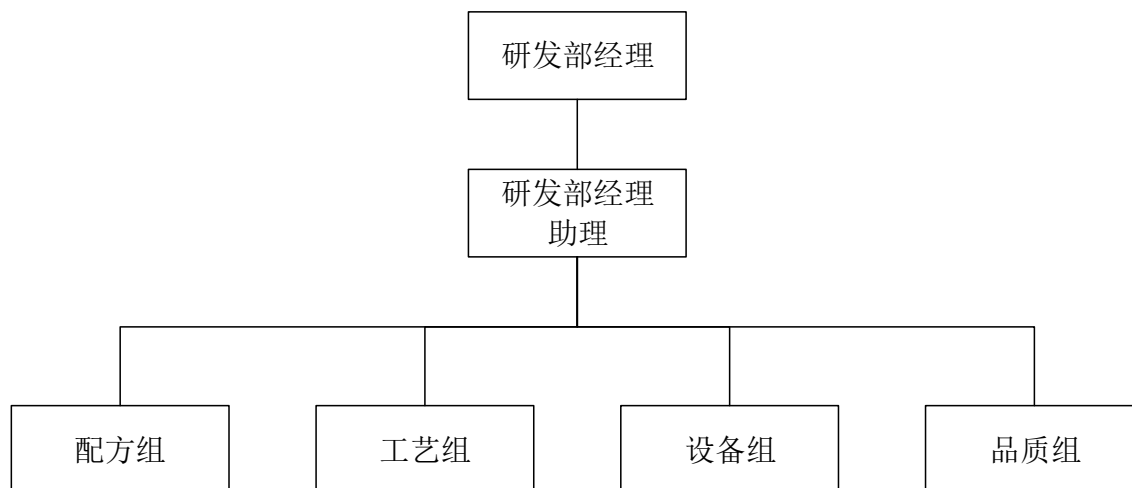 研发部经理
研发部经理
助理
配方组
工艺组
设备组
品质组